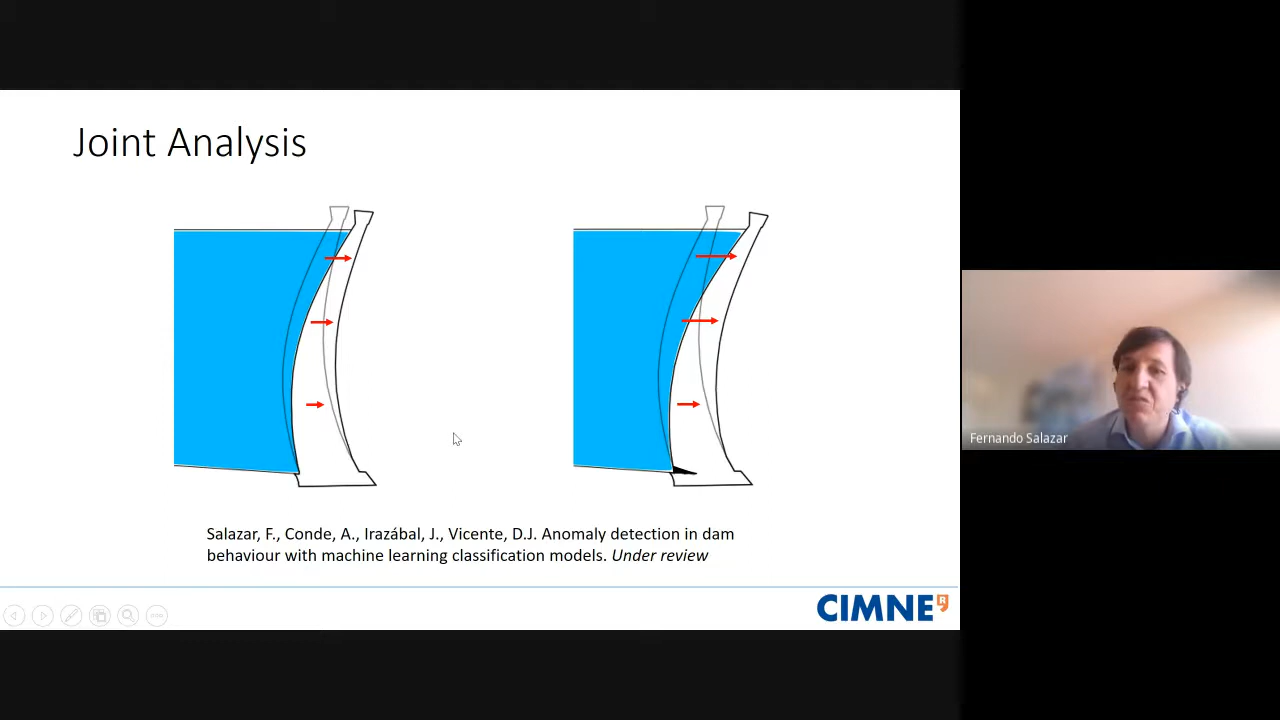 Joint Analysis
Salazar, F., Conde, A., Irazábal, J., Vicente, D.J. Anomaly detection in dam
behaviour with machine learning classification models. Under review
CIMNE
R
Fernando Salazar